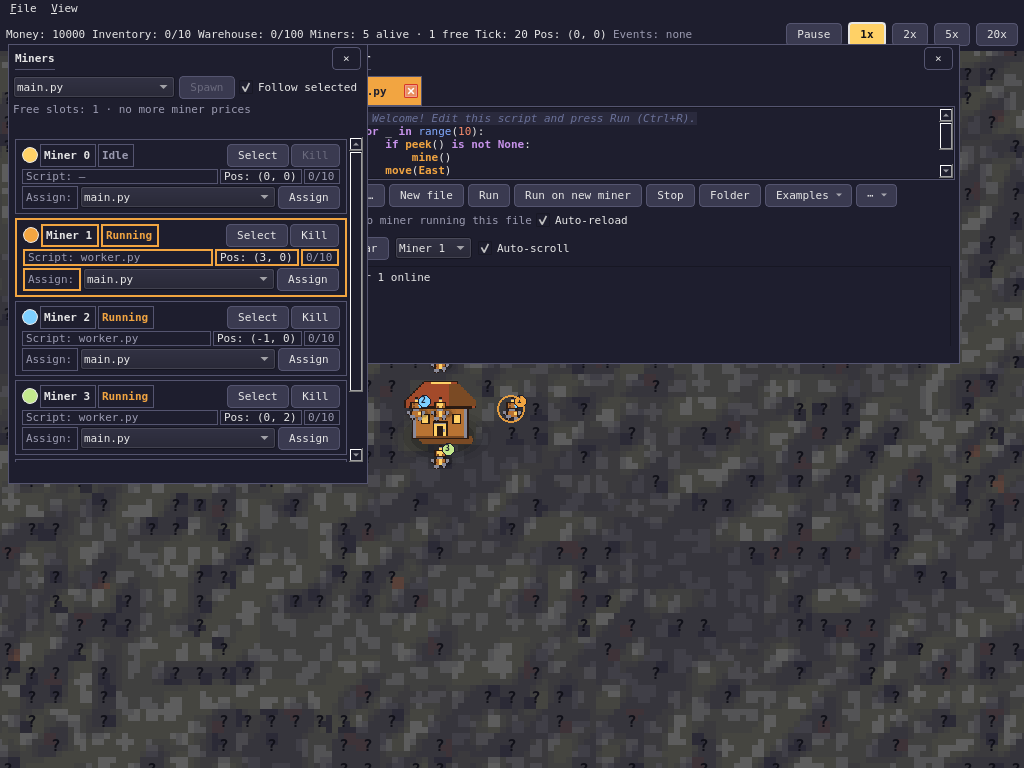 File View
Money: 10000 Inventory: 0/10 Warehouse: 0/100 Miners: 5 alive · 1 free Tick: 20 Pos: (0, 0) Events: none
Pause 1x 2x 5x 20x
Miners
main.py Spawn ✓ Follow selected
Free slots: 1 · no more miner prices
Miner 0 Idle Select Kill
Script: — Pos: (0, 0) 0/10
Assign: main.py Assign
Miner 1 Running Select Kill
Script: worker.py Pos: (3, 0) 0/10
Assign: main.py Assign
Miner 2 Running Select Kill
Script: worker.py Pos: (-1, 0) 0/10
Assign: main.py Assign
Miner 3 Running Select Kill
Script: worker.py Pos: (0, 2) 0/10
Assign: main.py Assign
.py
Welcome! Edit this script and press Run (Ctrl+R).
or _ in range(10):
if peek() is not None:
mine()
move(East)
… New file Run Run on new miner Stop Folder Examples ⋯
o miner running this file ✓ Auto-reload
ar Miner 1 ✓ Auto-scroll
r 1 online